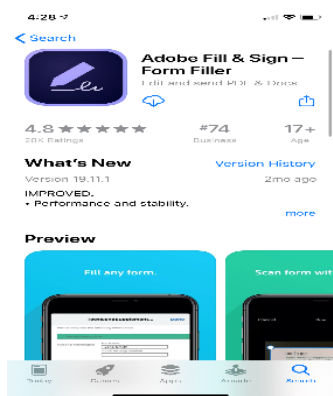 4:28
Search
Adobe Fill & Sign –
Form Filler
Edit and send PDF & Docs
4.8 ★★★★★
#74
17+
20K Ratings
Business
Age
What's New
Version History
Version 19.11.1
2mo ago
IMPROVED.
• Performance and stability.
more
Preview
Fill any form.
Scan form wit
Today
Games
Apps
Arcade
Search